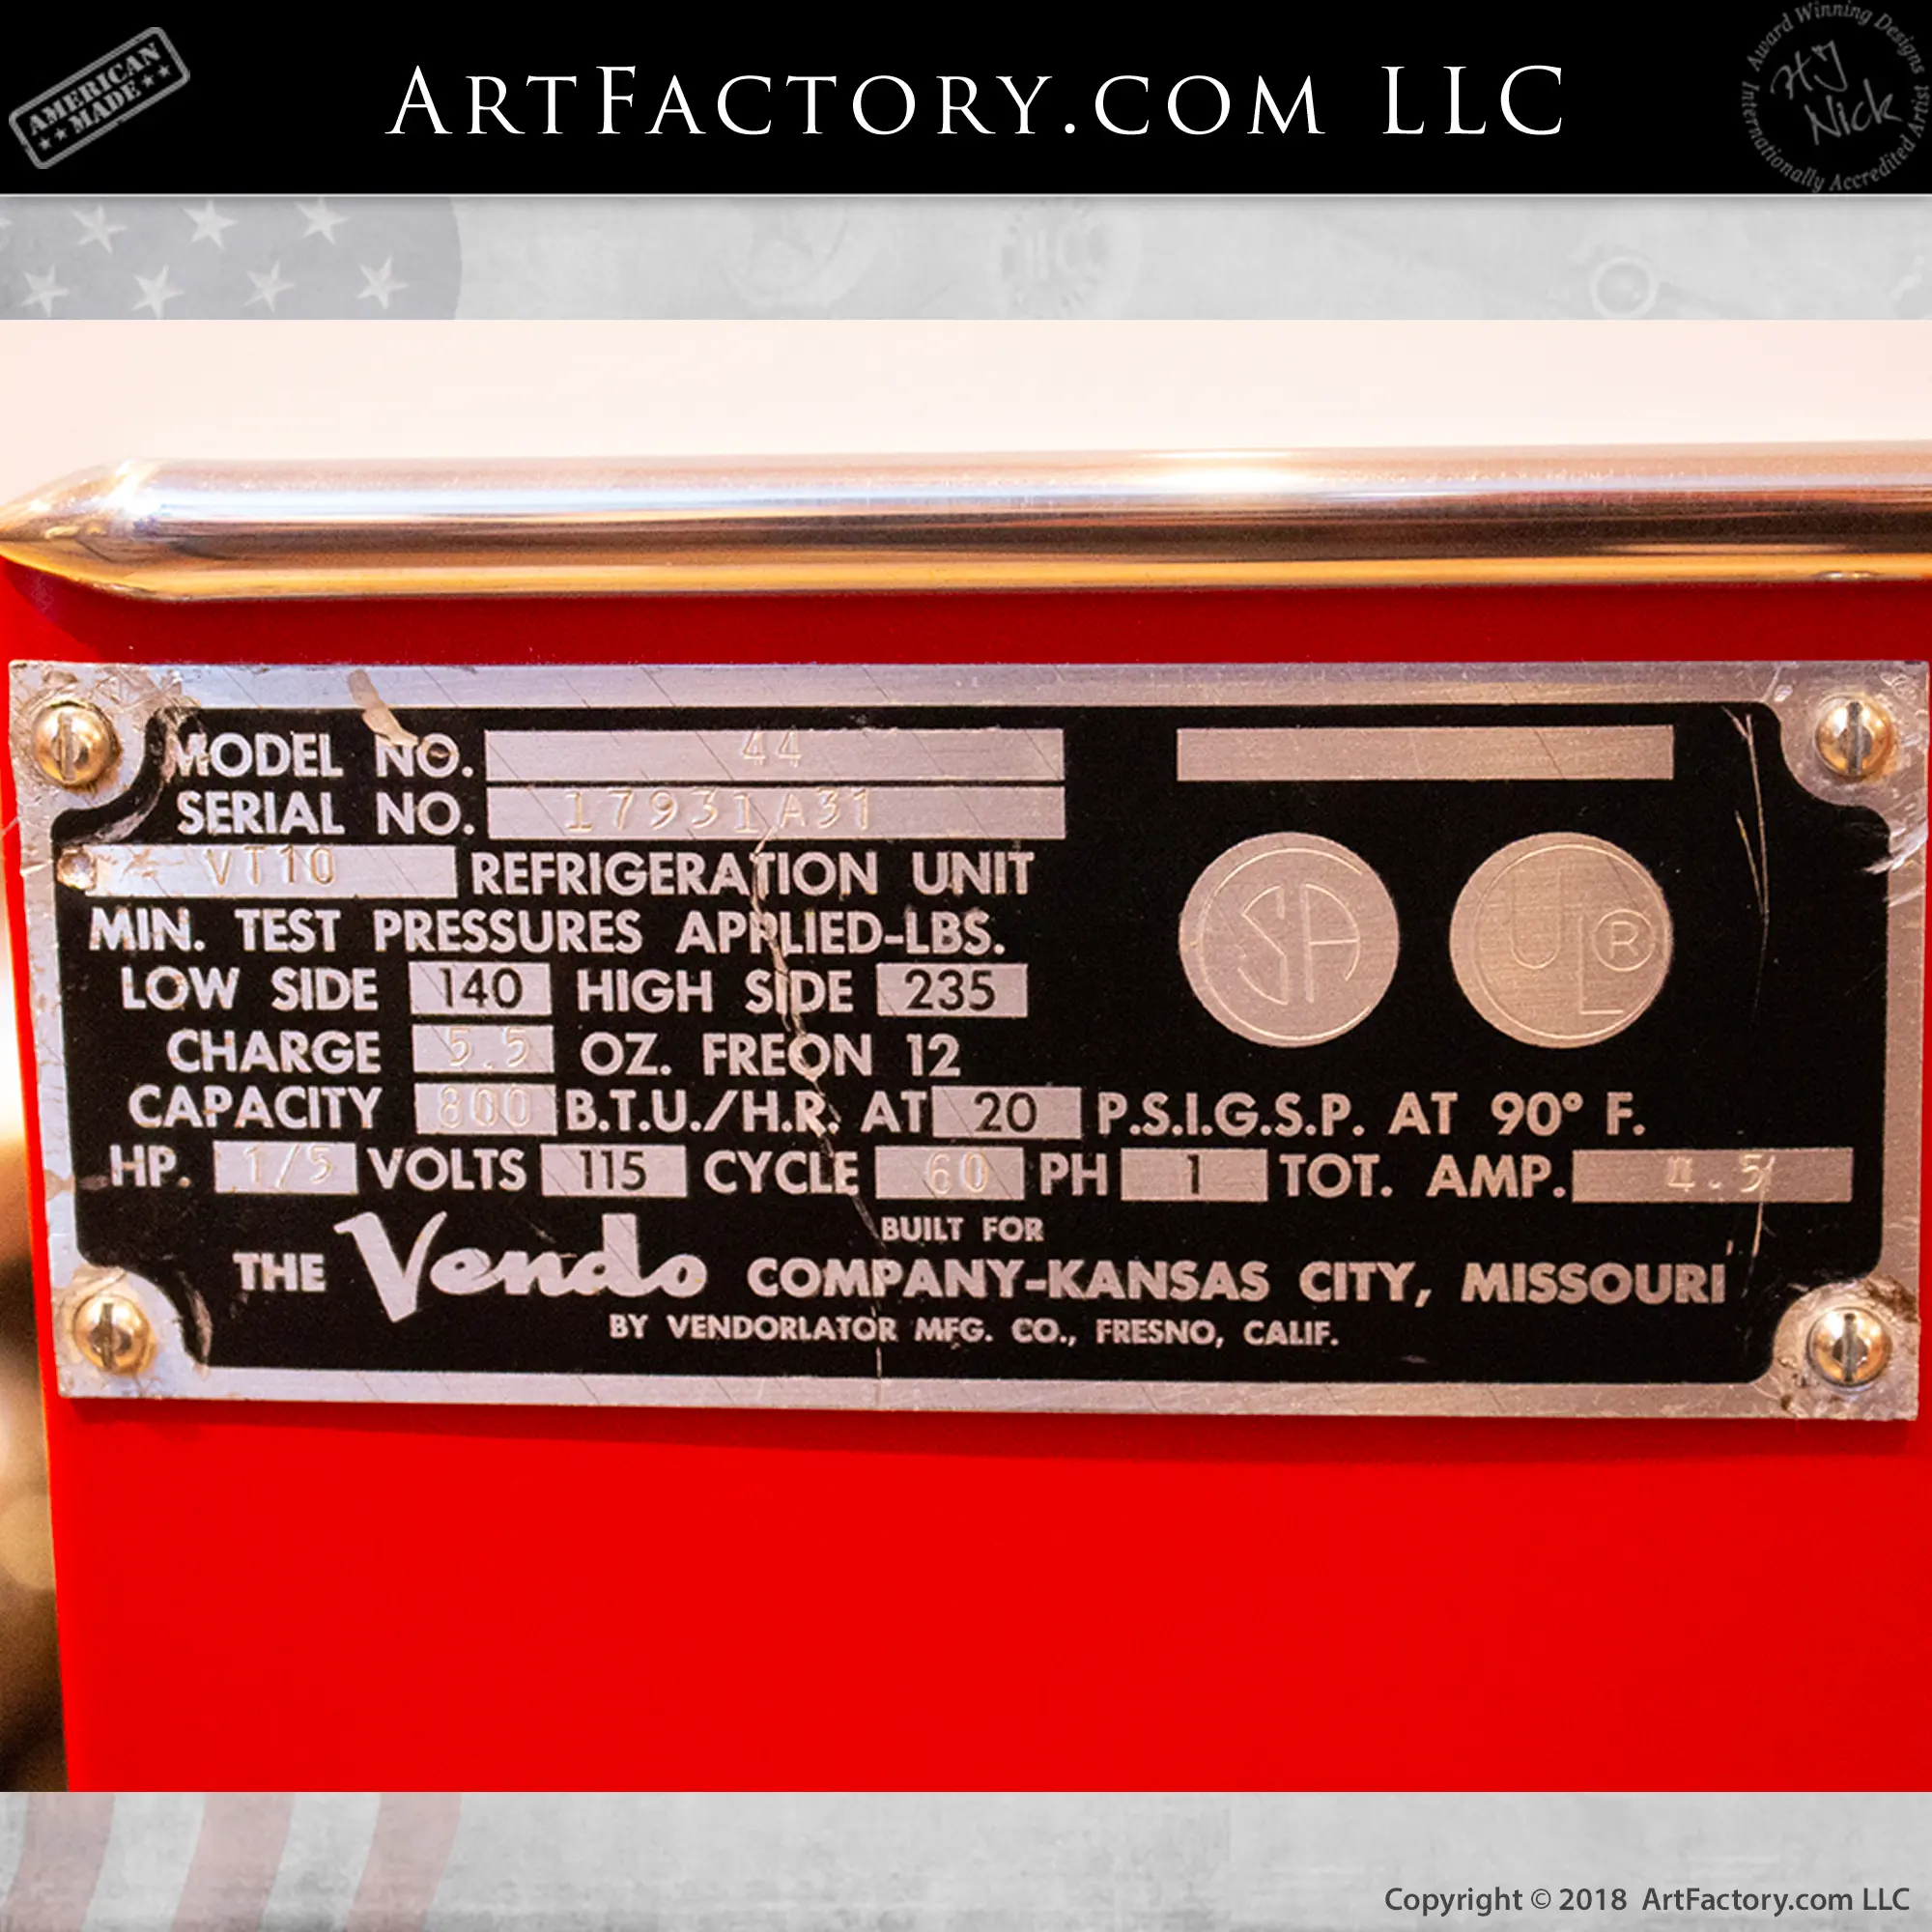 AMERICAN
MADE
ARTFACTORY.COM LLC
Award Winning Designs
HJ
Nick
Internationally Accredited Artist
MODEL NO. 44
SERIAL NO. 17931A31
VT10 REFRIGERATION UNIT
MIN. TEST PRESSURES APPLIED-LBS.
LOW SIDE 140 HIGH SIDE 235
CHARGE 5.5 OZ. FREON 12
CAPACITY 800 B.T.U./H.R. AT 20 P.S.I.G.S.P. AT 90° F.
HP. 1/5 VOLTS 115 CYCLE 60 PH 1 TOT. AMP. 4.5
SA
UL ®
BUILT FOR
THE Vendo COMPANY-KANSAS CITY, MISSOURI
BY VENDORLATOR MFG. CO., FRESNO, CALIF.
Copyright © 2018 ArtFactory.com LLC